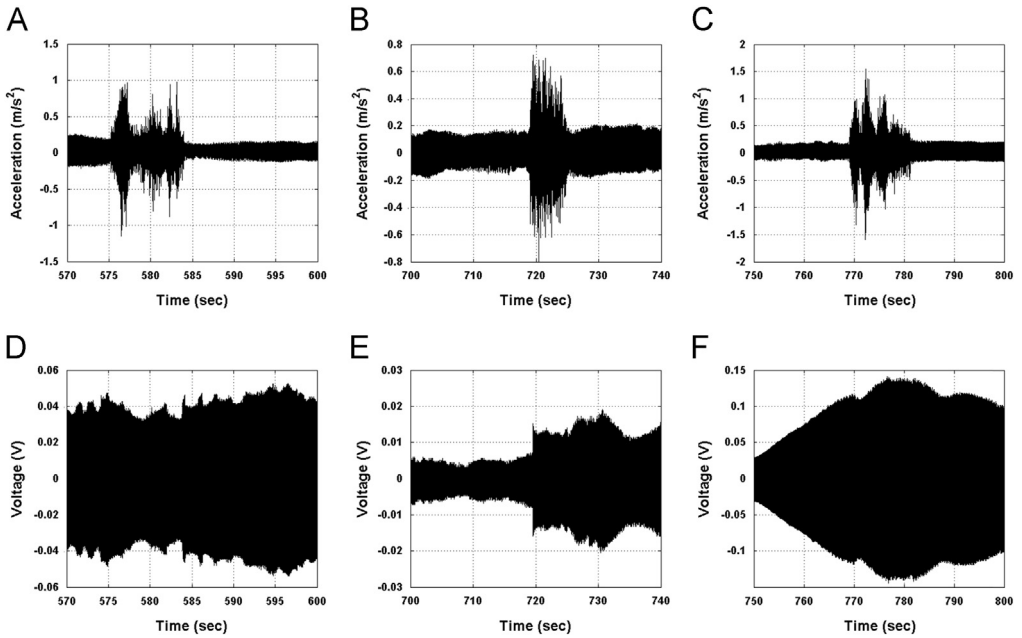 A
B
C
Acceleration (m/s2)
1.5
1
0.5
0
-0.5
-1
-1.5
570 575 580 585 590 595 600
Time (sec)
Acceleration (m/s2)
0.8
0.6
0.4
0.2
0
-0.2
-0.4
-0.6
-0.8
700 710 720 730 740
Time (sec)
Acceleration (m/s2)
2
1.5
1
0.5
0
-0.5
-1
-1.5
-2
750 760 770 780 790 800
Time (sec)
D
E
F
Voltage (V)
0.06
0.04
0.02
0
-0.02
-0.04
-0.06
570 575 580 585 590 595 600
Time (sec)
Voltage (V)
0.03
0.02
0.01
0
-0.01
-0.02
-0.03
700 710 720 730 740
Time (sec)
Voltage (V)
0.15
0.1
0.05
0
-0.05
-0.1
750 760 770 780 790 800
Time (sec)